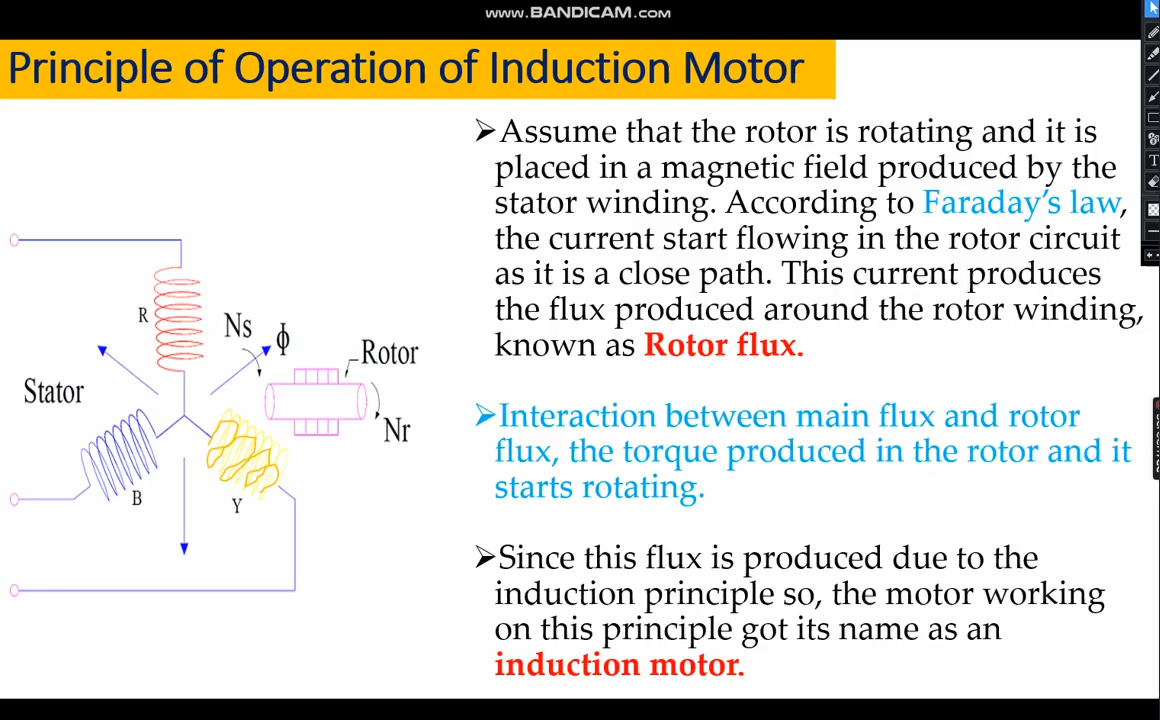 www.BANDICAM.com
Principle of Operation of Induction Motor
➢Assume that the rotor is rotating and it is
placed in a magnetic field produced by the
stator winding. According to Faraday's law,
the current start flowing in the rotor circuit
as it is a close path. This current produces
the flux produced around the rotor winding,
known as Rotor flux.
➢Interaction between main flux and rotor
flux, the torque produced in the rotor and it
starts rotating.
➢Since this flux is produced due to the
induction principle so, the motor working
on this principle got its name as an
induction motor.
R
Ns
ϕ
Rotor
Stator
Nr
B
Y